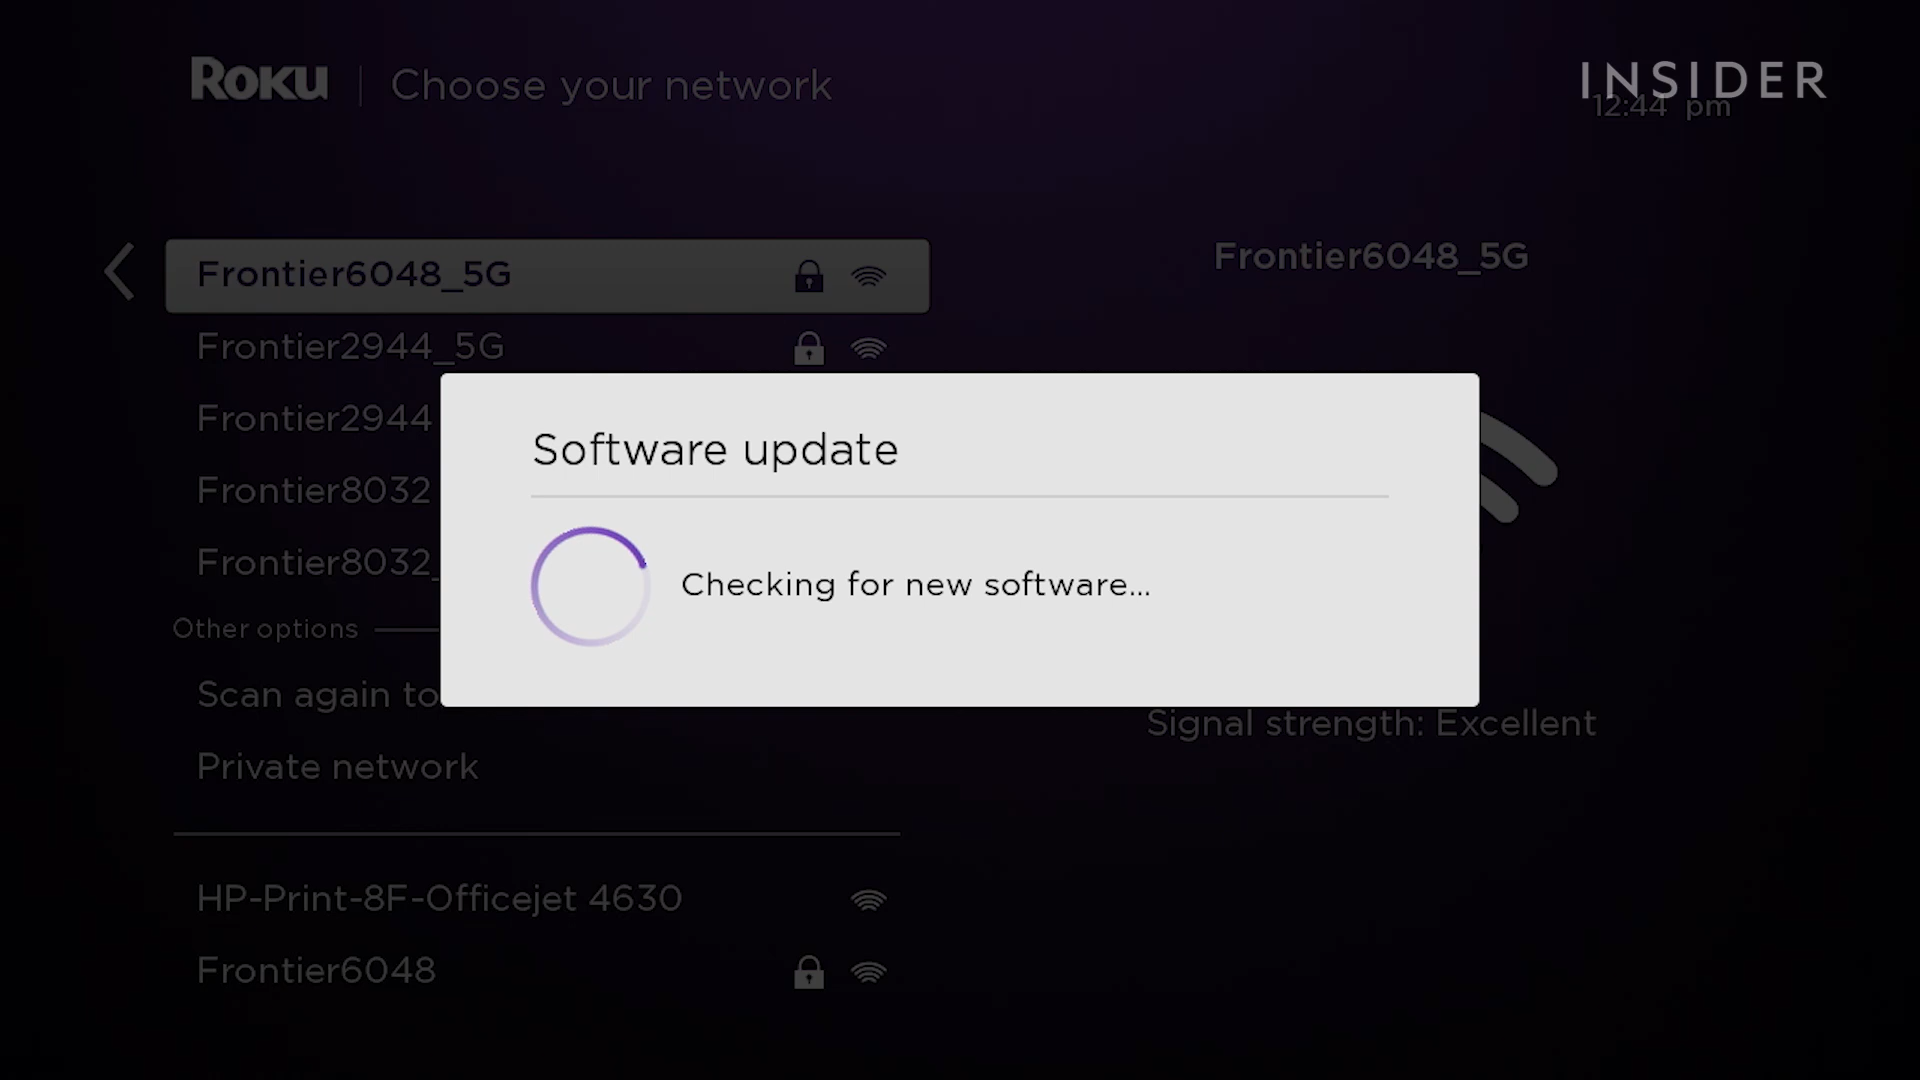 ROKU | Choose your network
INSIDER
12:44 pm
Frontier6048_5G
Frontier2944_5G
Frontier2944
Frontier8032
Frontier8032_
Other options
Scan again to
Private network
HP-Print-8F-Officejet 4630
Frontier6048
Frontier6048_5G
Signal strength: Excellent
Software update
Checking for new software...